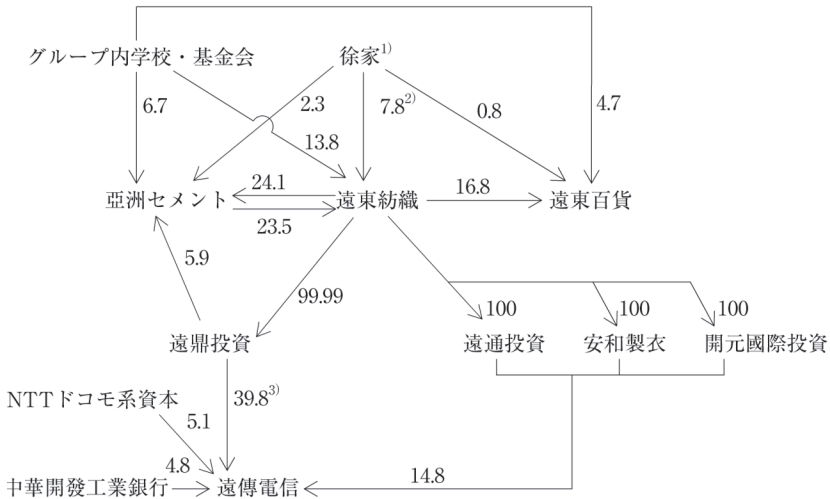 グループ内学校・基金会
徐家1)
6.7
2.3
7.82)
0.8
4.7
13.8
亞洲セメント
24.1
23.5
遠東紡織
16.8
遠東百貨
5.9
99.99
100
100
100
遠鼎投資
遠通投資
安和製衣
開元國際投資
NTTドコモ系資本
39.83)
5.1
4.8
中華開發工業銀行
遠傳電信
14.8